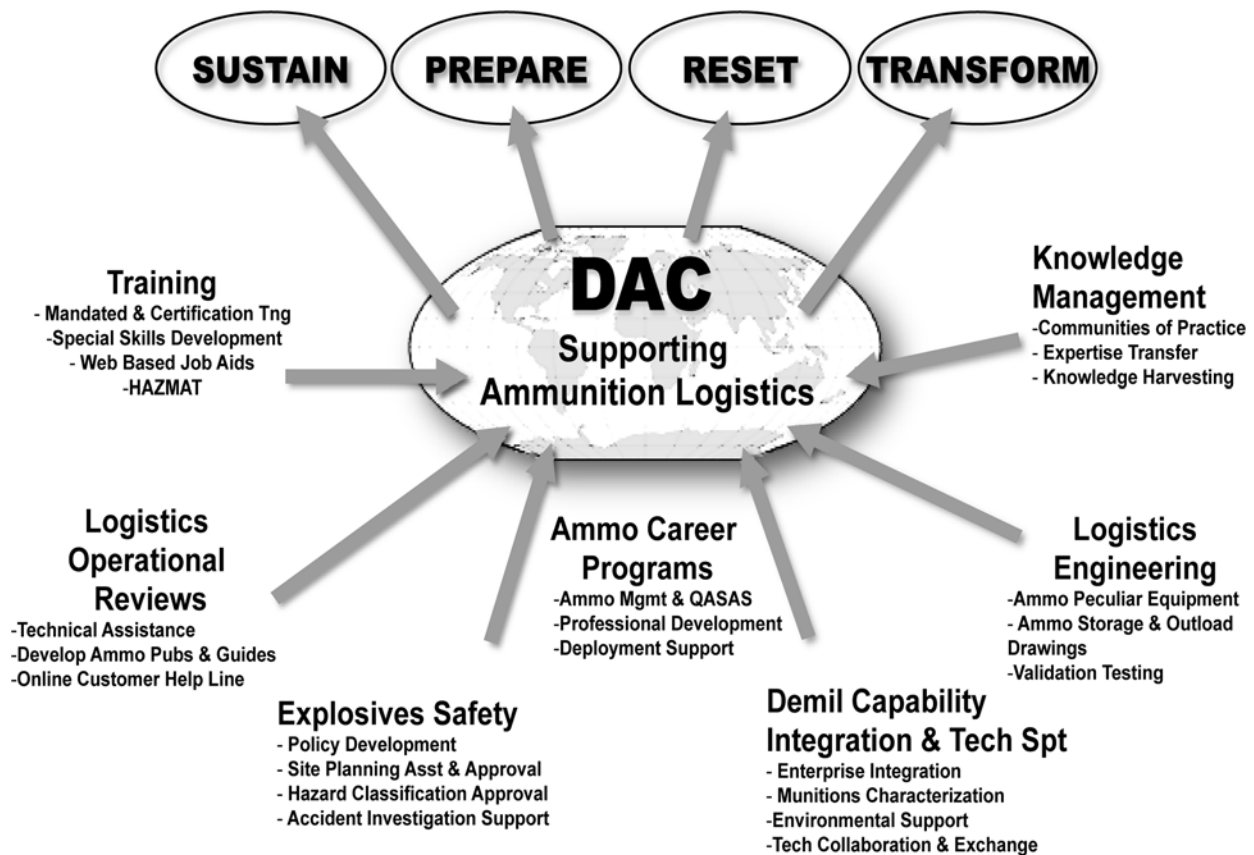 SUSTAIN
PREPARE
RESET
TRANSFORM
DAC
Supporting
Ammunition Logistics
Training
- Mandated & Certification Tng
-Special Skills Development
- Web Based Job Aids
-HAZMAT
Knowledge
Management
-Communities of Practice
- Expertise Transfer
- Knowledge Harvesting
Logistics
Operational
Reviews
-Technical Assistance
-Develop Ammo Pubs & Guides
-Online Customer Help Line
Ammo Career
Programs
-Ammo Mgmt & QASAS
-Professional Development
-Deployment Support
Logistics
Engineering
-Ammo Peculiar Equipment
- Ammo Storage & Outload
Drawings
-Validation Testing
Explosives Safety
- Policy Development
- Site Planning Asst & Approval
- Hazard Classification Approval
- Accident Investigation Support
Demil Capability
Integration & Tech Spt
- Enterprise Integration
- Munitions Characterization
-Environmental Support
-Tech Collaboration & Exchange